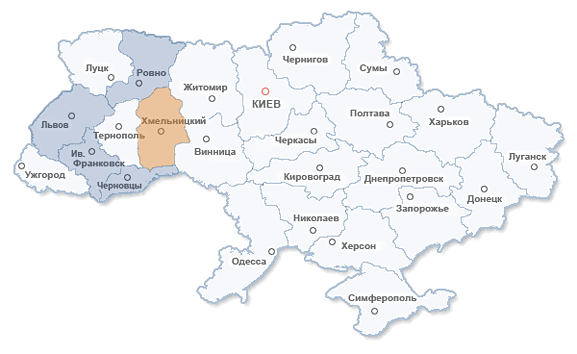 Чернигов
Сумы
Луцк
Ровно
Житомир
КИЕВ
Полтава
Харьков
Львов
Тернополь
Хмельницкий
Черкасы
Ив.
Франковск
Винница
Луганск
Ужгород
Черновцы
Кировоград
Днепропетровск
Донецк
Запорожье
Николаев
Херсон
Одесса
Симферополь